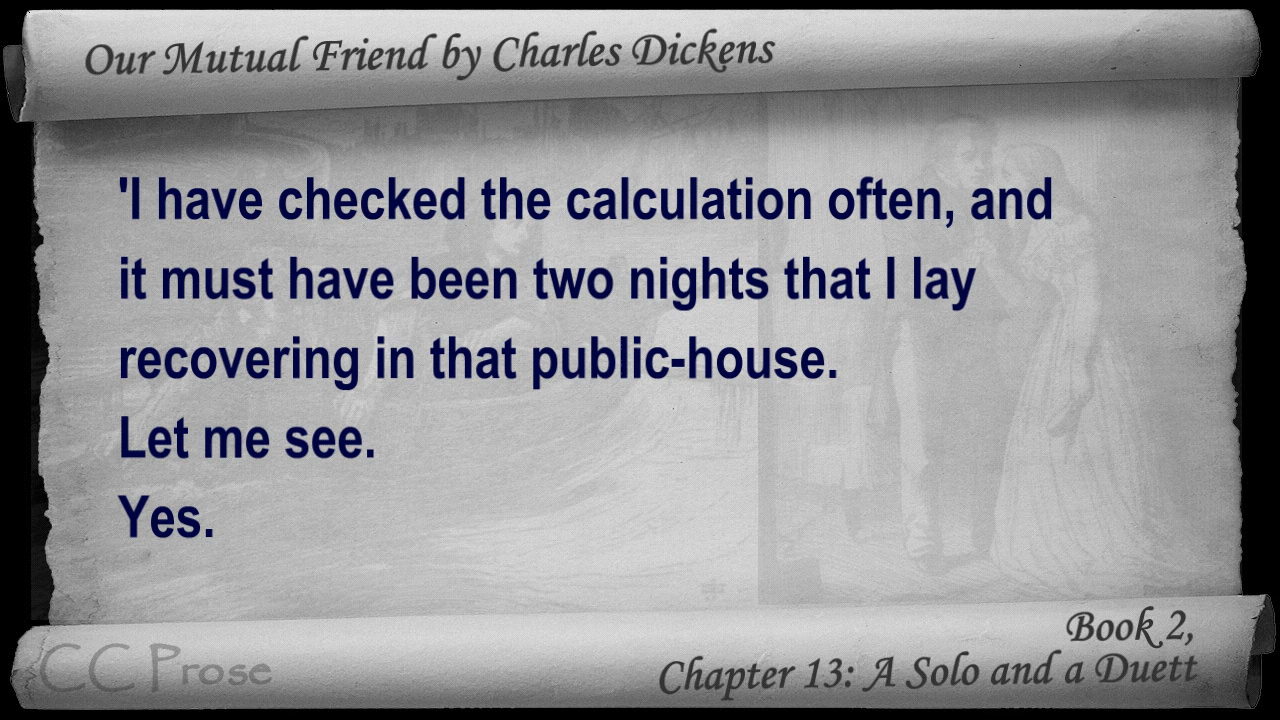 Our Mutual Friend by Charles Dickens
'I have checked the calculation often, and
it must have been two nights that I lay
recovering in that public-house.
Let me see.
Yes.
Book 2,
CC Prose
Chapter 13: A Solo and a Duett